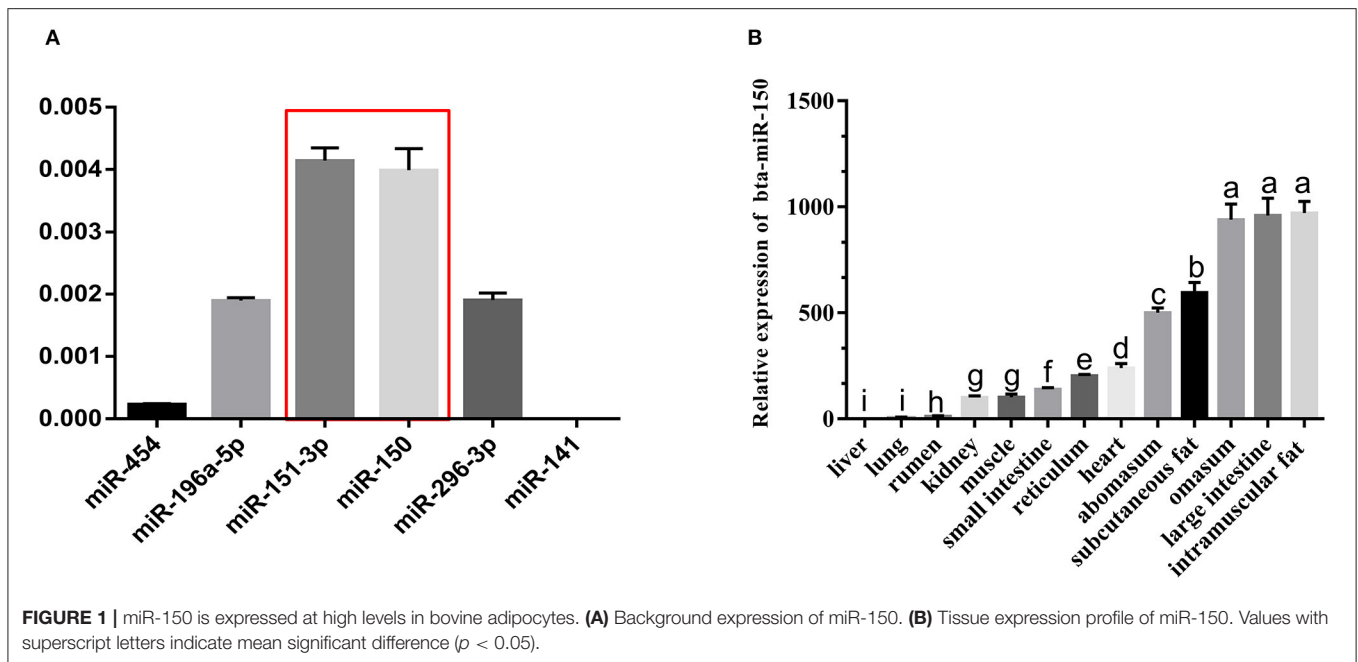 A
0.005
0.004
0.003
0.002
0.001
0.000
miR-454
miR-196a-5p
miR-151-3p
miR-150
miR-296-3p
miR-141
B
Relative expression of bta-miR-150
1500
1000
500
0
i
i
h
g
g
f
e
d
c
b
a
a
a
liver
lung
rumen
kidney
muscle
small intestine
reticulum
heart
abomasum
subcutaneous fat
omasum
large intestine
intramuscular fat
FIGURE 1 | miR-150 is expressed at high levels in bovine adipocytes. (A) Background expression of miR-150. (B) Tissue expression profile of miR-150. Values with
superscript letters indicate mean significant difference (p < 0.05).